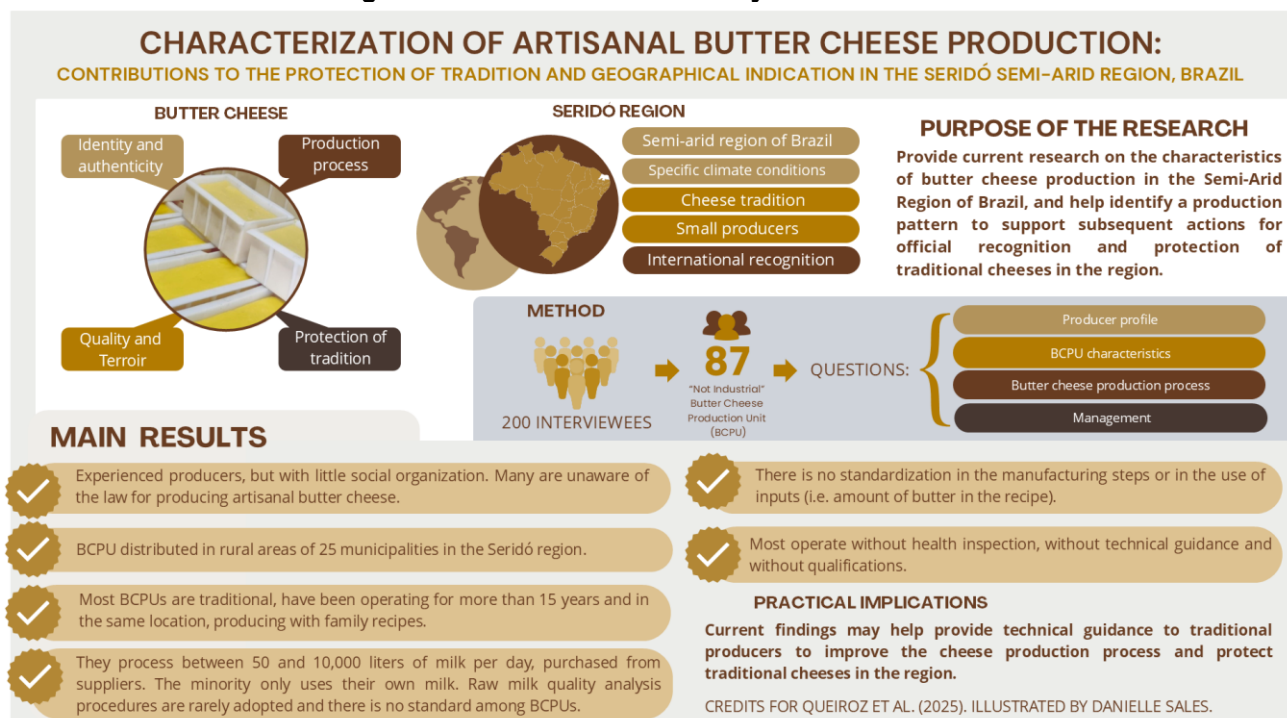 CHARACTERIZATION OF ARTISANAL BUTTER CHEESE PRODUCTION:
CONTRIBUTIONS TO THE PROTECTION OF TRADITION AND GEOGRAPHICAL INDICATION IN THE SERIDÓ SEMI-ARID REGION, BRAZIL
BUTTER CHEESE
Identity and
authenticity
Production
process
Quality and
Terroir
Protection of
tradition
SERIDÓ REGION
Semi-arid region of Brazil
Specific climate conditions
Cheese tradition
Small producers
International recognition
PURPOSE OF THE RESEARCH
Provide current research on the characteristics
of butter cheese production in the Semi-Arid
Region of Brazil, and help identify a production
pattern to support subsequent actions for
official recognition and protection of
traditional cheeses in the region.
METHOD
200 INTERVIEWEES
87
"Not Industrial"
Butter Cheese
Production Unit
(BCPU)
QUESTIONS:
Producer profile
BCPU characteristics
Butter cheese production process
Management
MAIN RESULTS
Experienced producers, but with little social organization. Many are unaware of
the law for producing artisanal butter cheese.
BCPU distributed in rural areas of 25 municipalities in the Seridó region.
Most BCPUs are traditional, have been operating for more than 15 years and in
the same location, producing with family recipes.
They process between 50 and 10,000 liters of milk per day, purchased from
suppliers. The minority only uses their own milk. Raw milk quality analysis
procedures are rarely adopted and there is no standard among BCPUs.
There is no standardization in the manufacturing steps or in the use of
inputs (i.e. amount of butter in the recipe).
Most operate without health inspection, without technical guidance and
without qualifications.
PRACTICAL IMPLICATIONS
Current findings may help provide technical guidance to traditional
producers to improve the cheese production process and protect
traditional cheeses in the region.
CREDITS FOR QUEIROZ ET AL. (2025). ILLUSTRATED BY DANIELLE SALES.